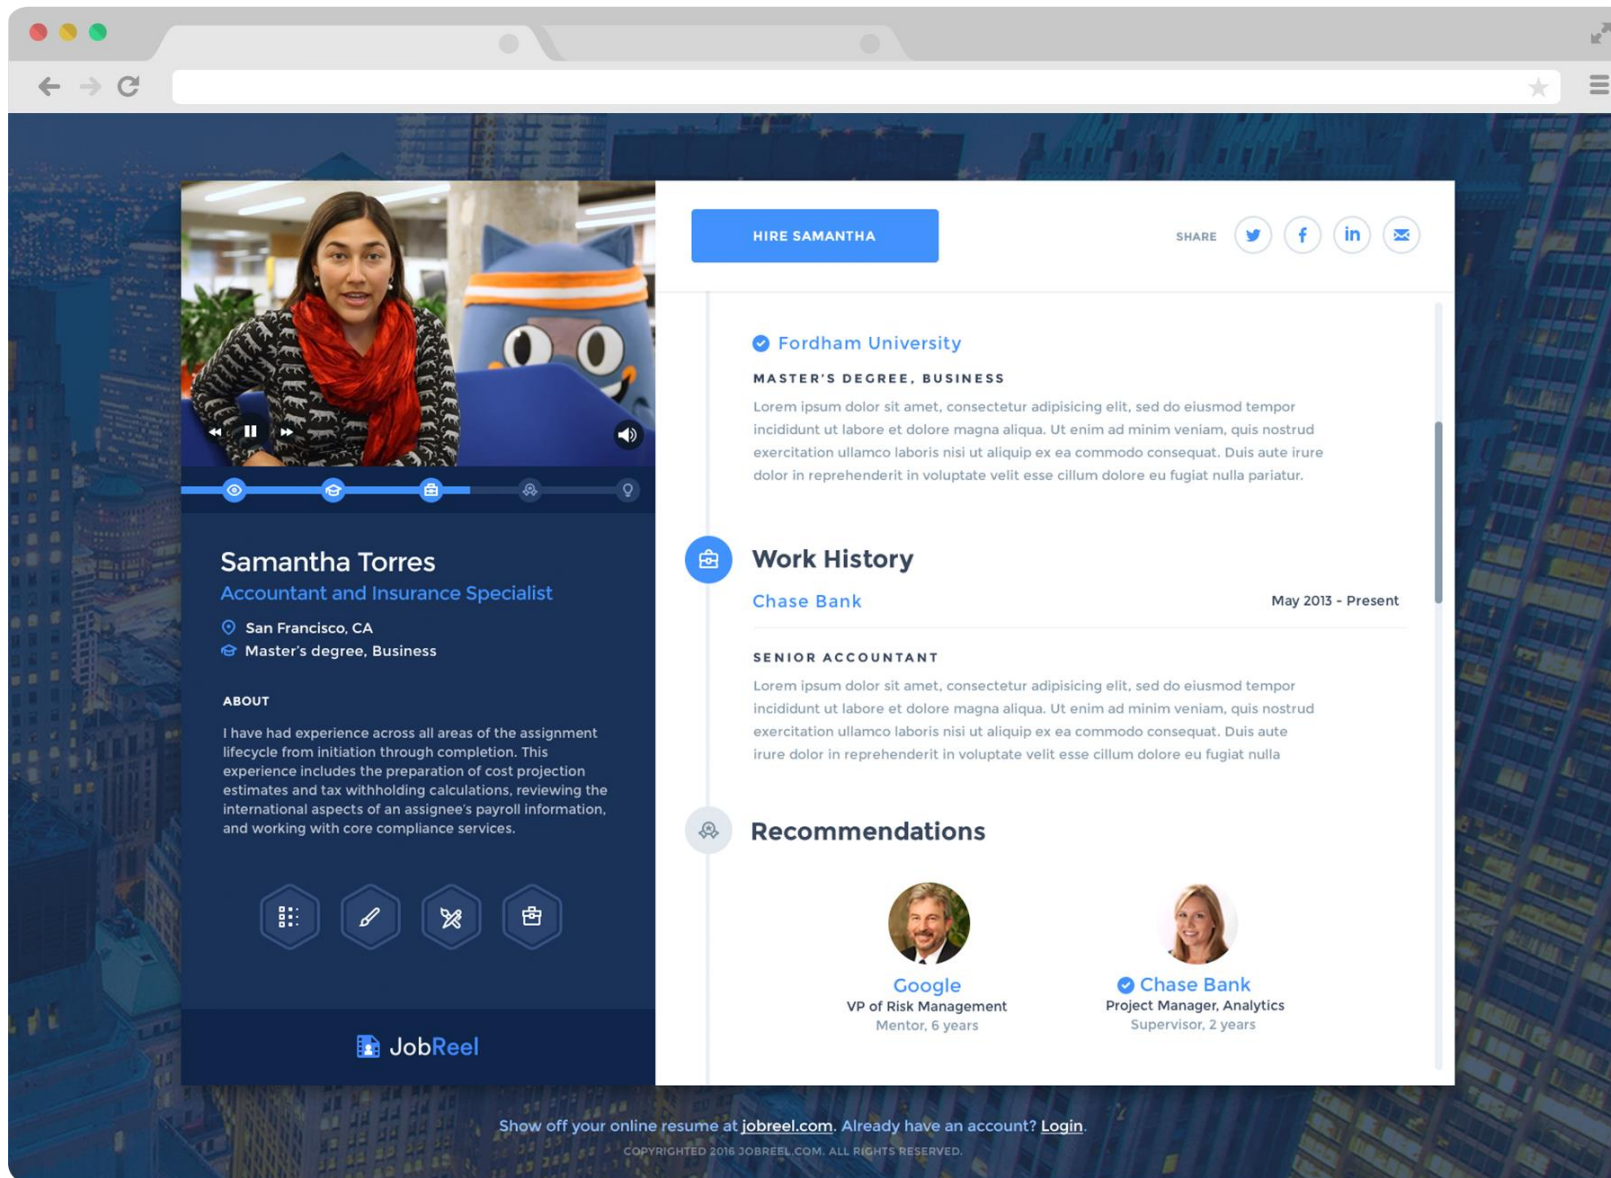 HIRE SAMANTHA
SHARE
Fordham University
MASTER'S DEGREE, BUSINESS
Lorem ipsum dolor sit amet, consectetur adipisicing elit, sed do eiusmod tempor
incididunt ut labore et dolore magna aliqua. Ut enim ad minim veniam, quis nostrud
exercitation ullamco laboris nisi ut aliquip ex ea commodo consequat. Duis aute irure
dolor in reprehenderit in voluptate velit esse cillum dolore eu fugiat nulla pariatur.
Work History
Chase Bank
May 2013 - Present
SENIOR ACCOUNTANT
Lorem ipsum dolor sit amet, consectetur adipisicing elit, sed do eiusmod tempor
incididunt ut labore et dolore magna aliqua. Ut enim ad minim veniam, quis nostrud
exercitation ullamco laboris nisi ut aliquip ex ea commodo consequat. Duis aute
irure dolor in reprehenderit in voluptate velit esse cillum dolore eu fugiat nulla
Recommendations
Google
VP of Risk Management
Mentor, 6 years
Chase Bank
Project Manager, Analytics
Supervisor, 2 years
Samantha Torres
Accountant and Insurance Specialist
San Francisco, CA
Master's degree, Business
ABOUT
I have had experience across all areas of the assignment
lifecycle from initiation through completion. This
experience includes the preparation of cost projection
estimates and tax withholding calculations, reviewing the
international aspects of an assignee's payroll information,
and working with core compliance services.
JobReel
Show off your online resume at jobreel.com. Already have an account? Login.
COPYRIGHTED 2016 JOBREEL.COM. ALL RIGHTS RESERVED.